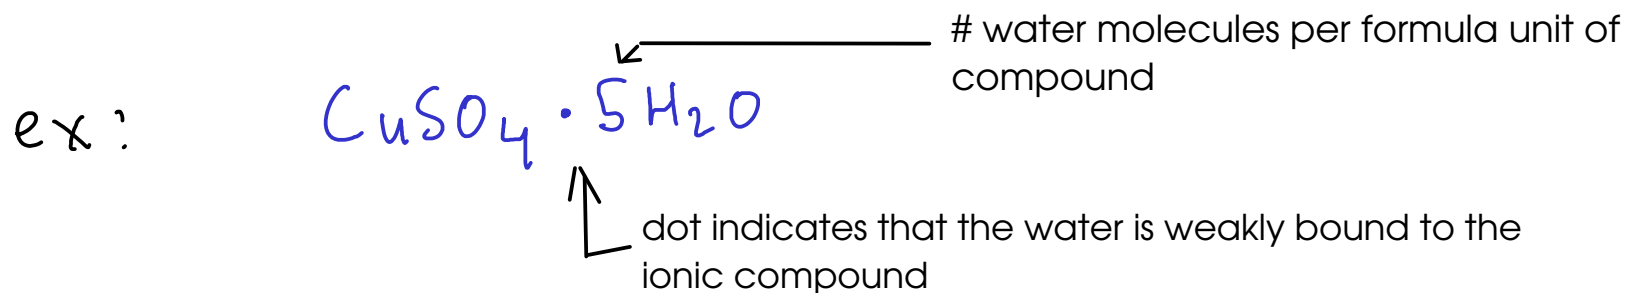 # water molecules per formula unit of
compound
ex: CuSO₄ · 5H₂O
dot indicates that the water is weakly bound to the
ionic compound